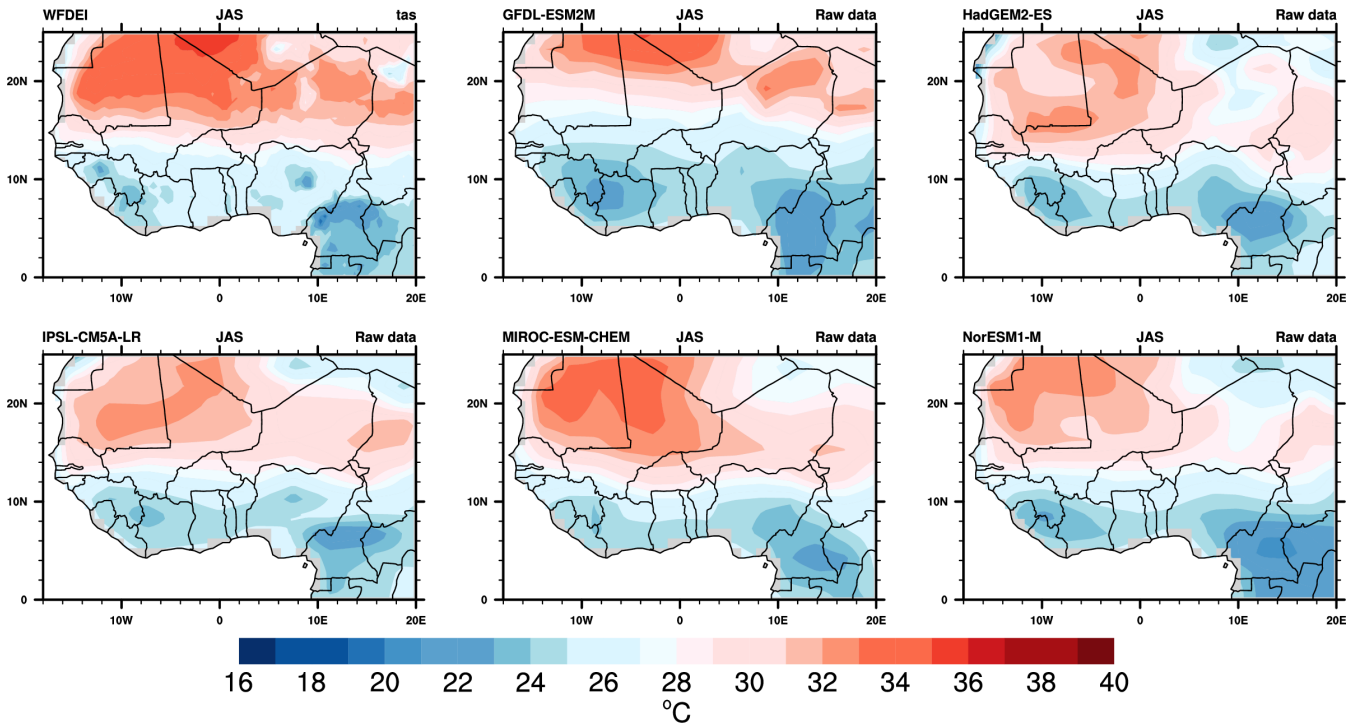 WFDEI JAS tas
GFDL-ESM2M JAS Raw data
HadGEM2-ES JAS Raw data
20N
10N
0
10W 0 10E 20E
20N
10N
0
10W 0 10E 20E
20N
10N
0
10W 0 10E 20E
IPSL-CM5A-LR JAS Raw data
MIROC-ESM-CHEM JAS Raw data
NorESM1-M JAS Raw data
20N
10N
0
10W 0 10E 20E
20N
10N
0
10W 0 10E 20E
20N
10N
0
10W 0 10E 20E
16 18 20 22 24 26 28 30 32 34 36 38 40
°C